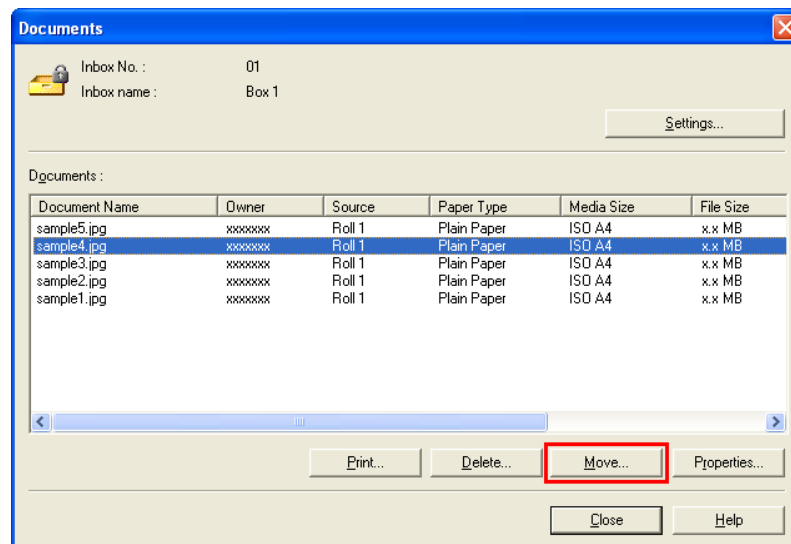 Documents
Inbox No. : 01
Inbox name : Box 1
Settings...
Documents :
Document Name Owner Source Paper Type Media Size File Size
sample5.jpg xxxxxxx Roll 1 Plain Paper ISO A4 x.x MB
sample4.jpg xxxxxxx Roll 1 Plain Paper ISO A4 x.x MB
sample3.jpg xxxxxxx Roll 1 Plain Paper ISO A4 x.x MB
sample2.jpg xxxxxxx Roll 1 Plain Paper ISO A4 x.x MB
sample1.jpg xxxxxxx Roll 1 Plain Paper ISO A4 x.x MB
Print... Delete... Move... Properties...
Close Help